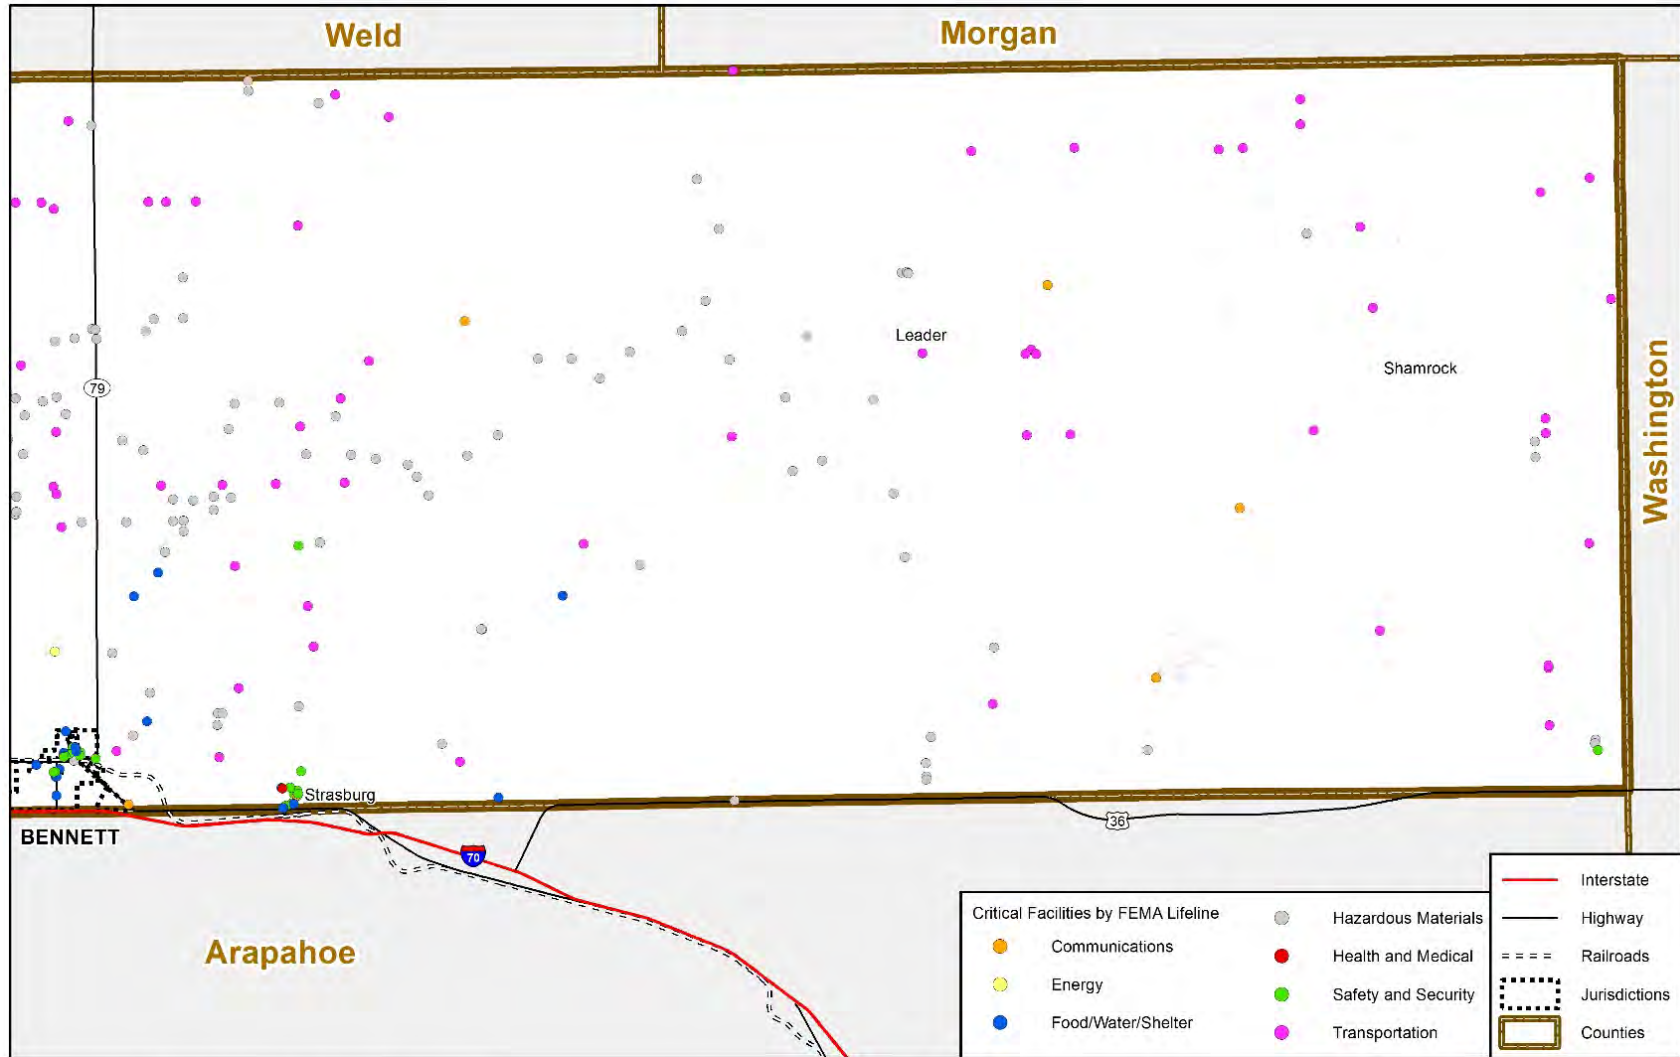 Weld
Morgan
Leader
79
Shamrock
Washington
Strasburg
36
BENNETT
70
Arapahoe
Critical Facilities by FEMA Lifeline
Communications
Energy
Food/Water/Shelter
Hazardous Materials
Health and Medical
Safety and Security
Transportation
Interstate
Highway
Railroads
Jurisdictions
Counties